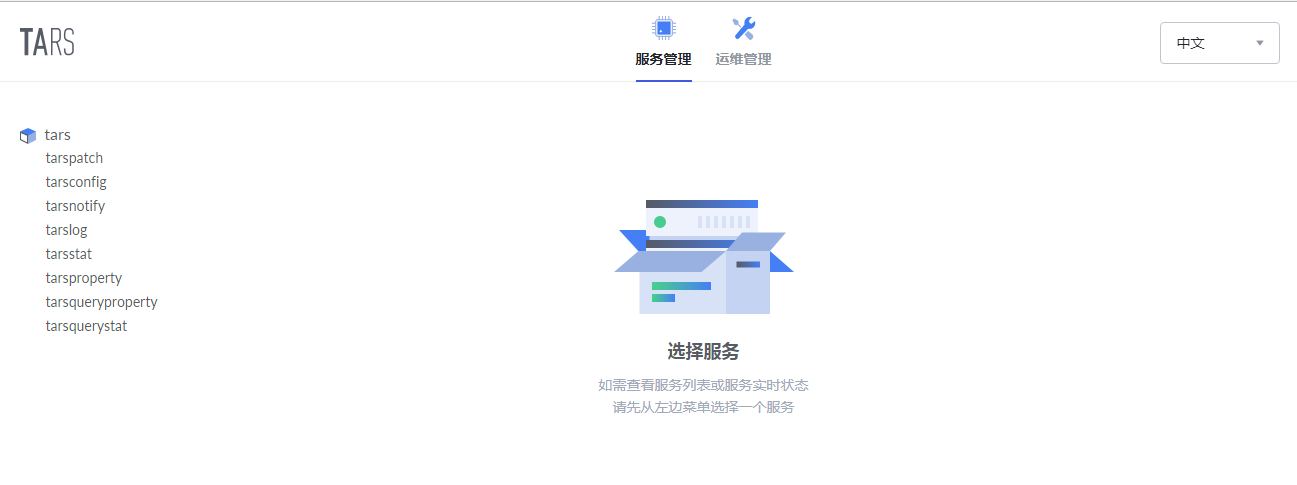 TARS
服务管理
运维管理
中文
tars
tarspatch
tarsconfig
tarsnotify
tarslog
tarsstat
tarsproperty
tarsqueryproperty
tarsquerystat
选择服务
如需查看服务列表或服务实时状态
请先从左边菜单选择一个服务